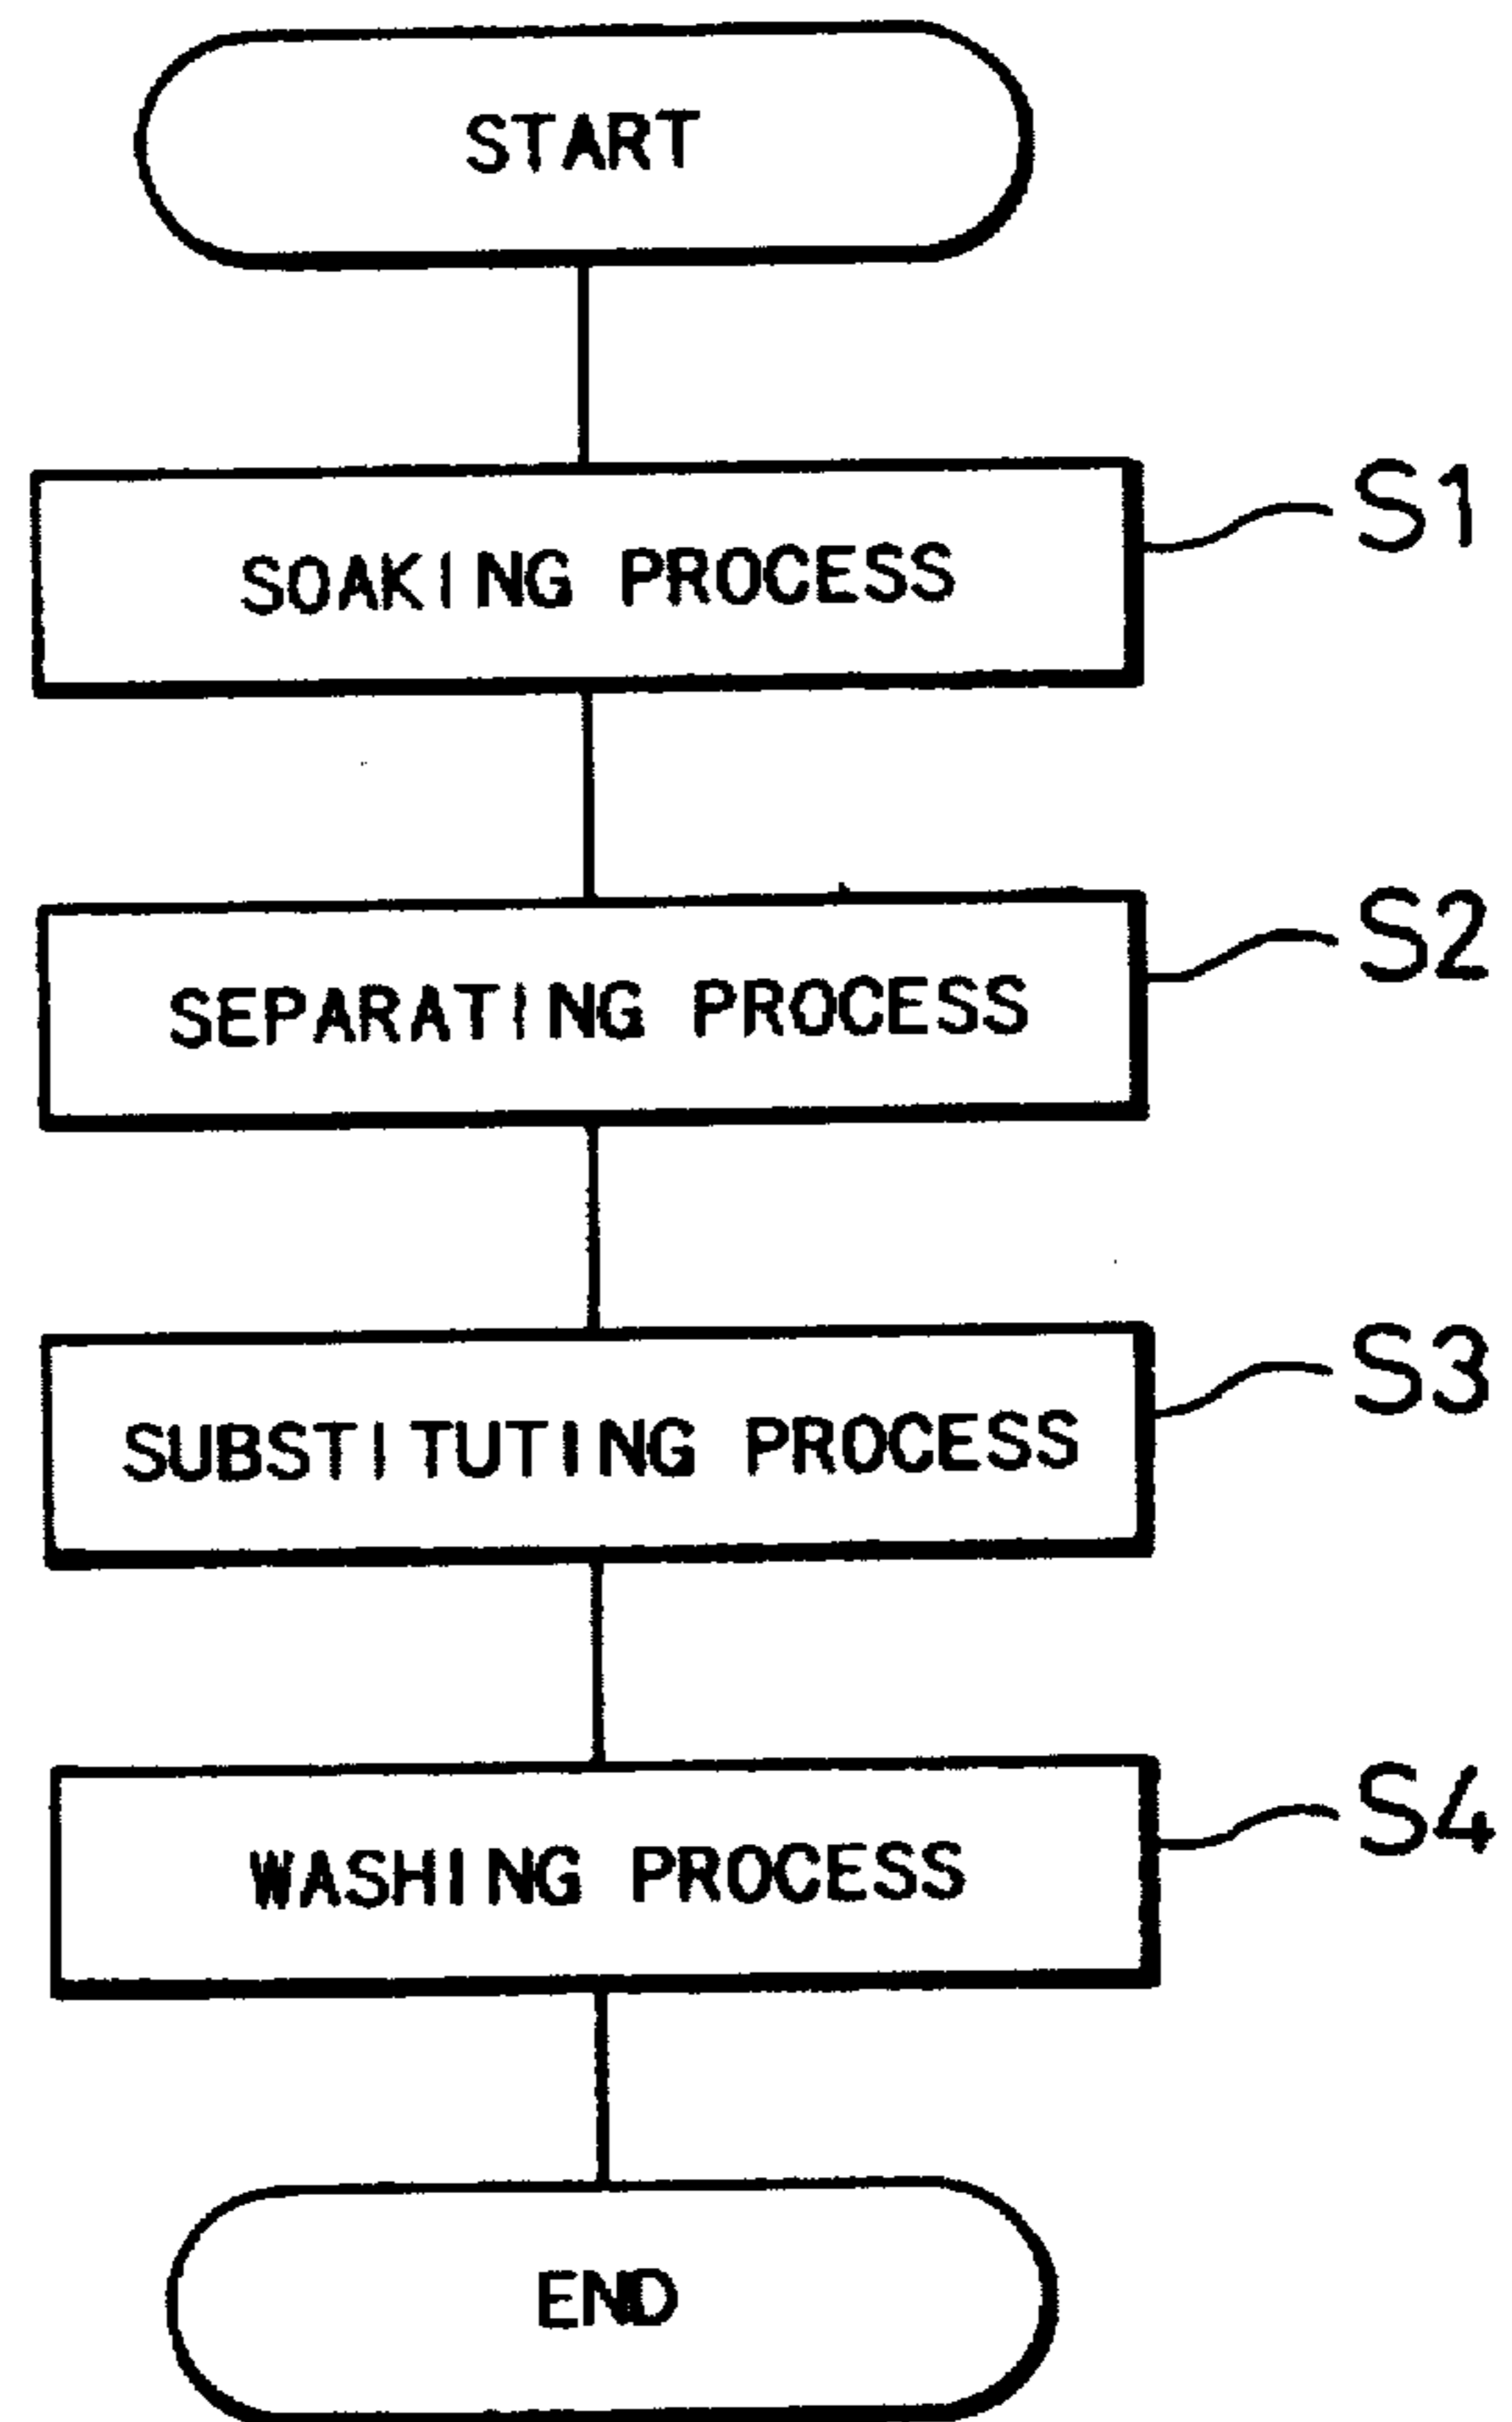 START
SOAKING PROCESS
S1
SEPARATING PROCESS
S2
SUBSTITUTING PROCESS
S3
WASHING PROCESS
S4
END